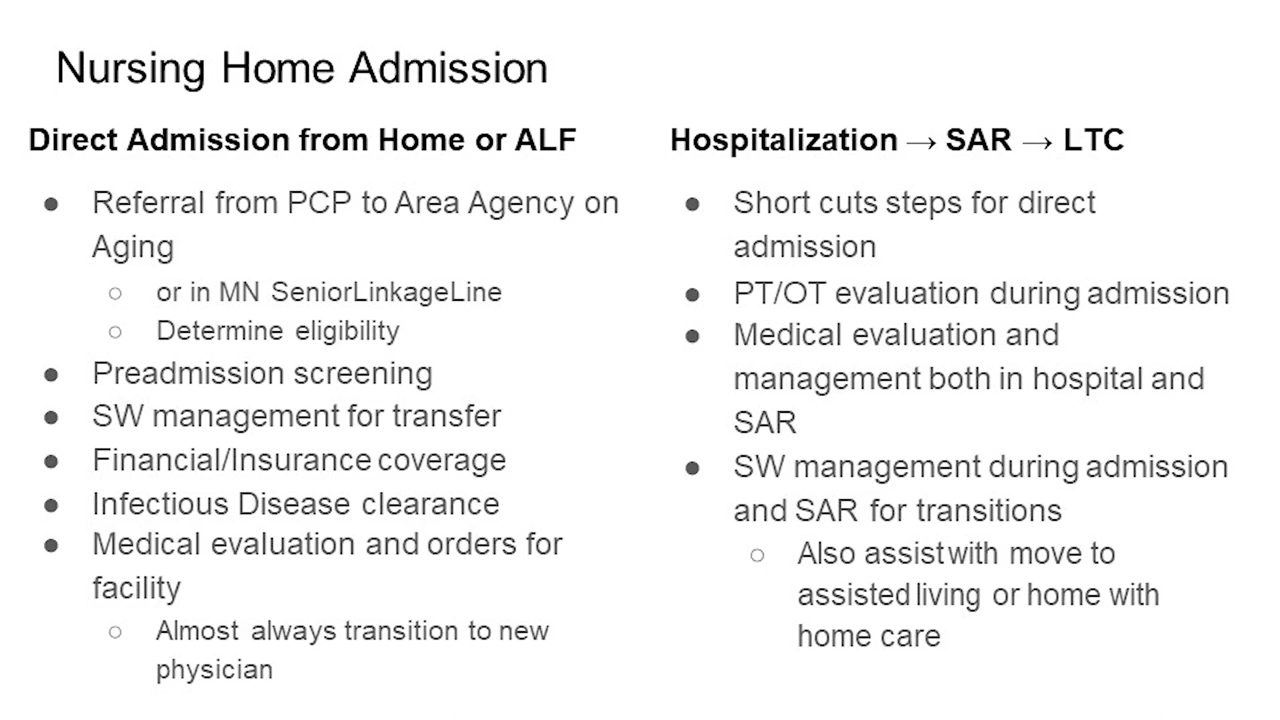 Nursing Home Admission
Direct Admission from Home or ALF
● Referral from PCP to Area Agency on
Aging
○ or in MN SeniorLinkageLine
○ Determine eligibility
● Preadmission screening
● SW management for transfer
● Financial/Insurance coverage
● Infectious Disease clearance
● Medical evaluation and orders for
facility
○ Almost always transition to new
physician
Hospitalization → SAR → LTC
● Short cuts steps for direct
admission
● PT/OT evaluation during admission
● Medical evaluation and
management both in hospital and
SAR
● SW management during admission
and SAR for transitions
○ Also assist with move to
assisted living or home with
home care